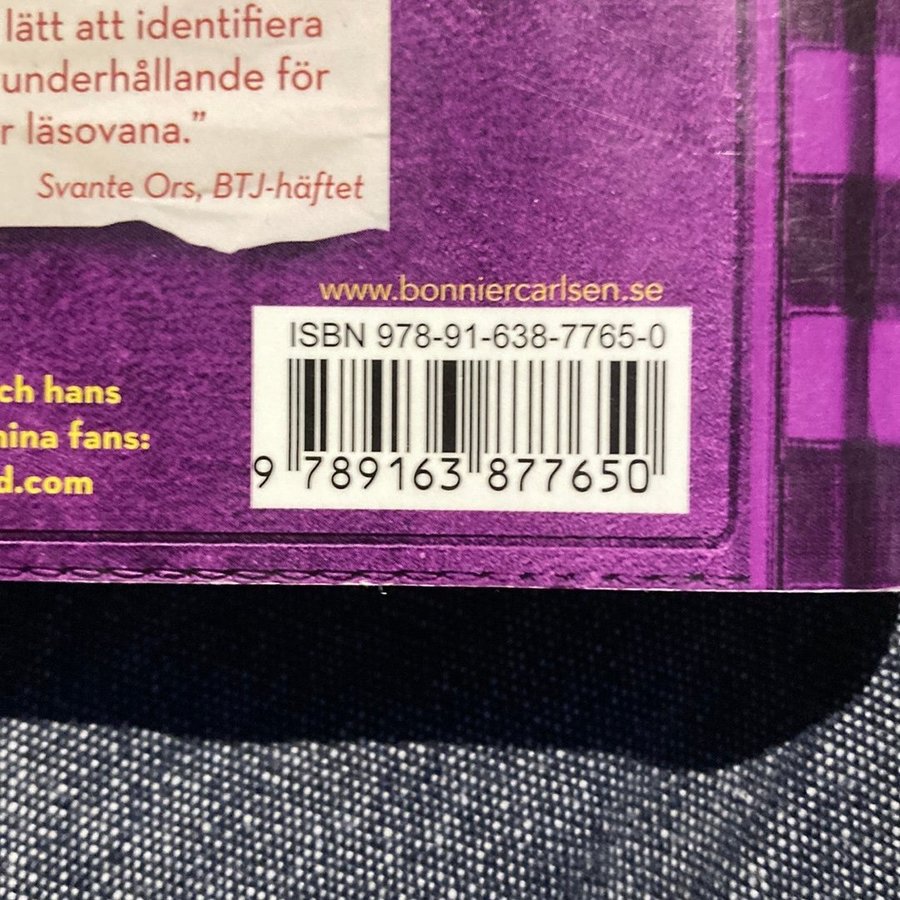 lätt att identifiera
underhållande för
r läsovana.”
Svante Ors, BTJ-häftet
www.bonniercarlsen.se
ISBN 978-91-638-7765-0
9 789163 877650
ch hans
nina fans:
d.com